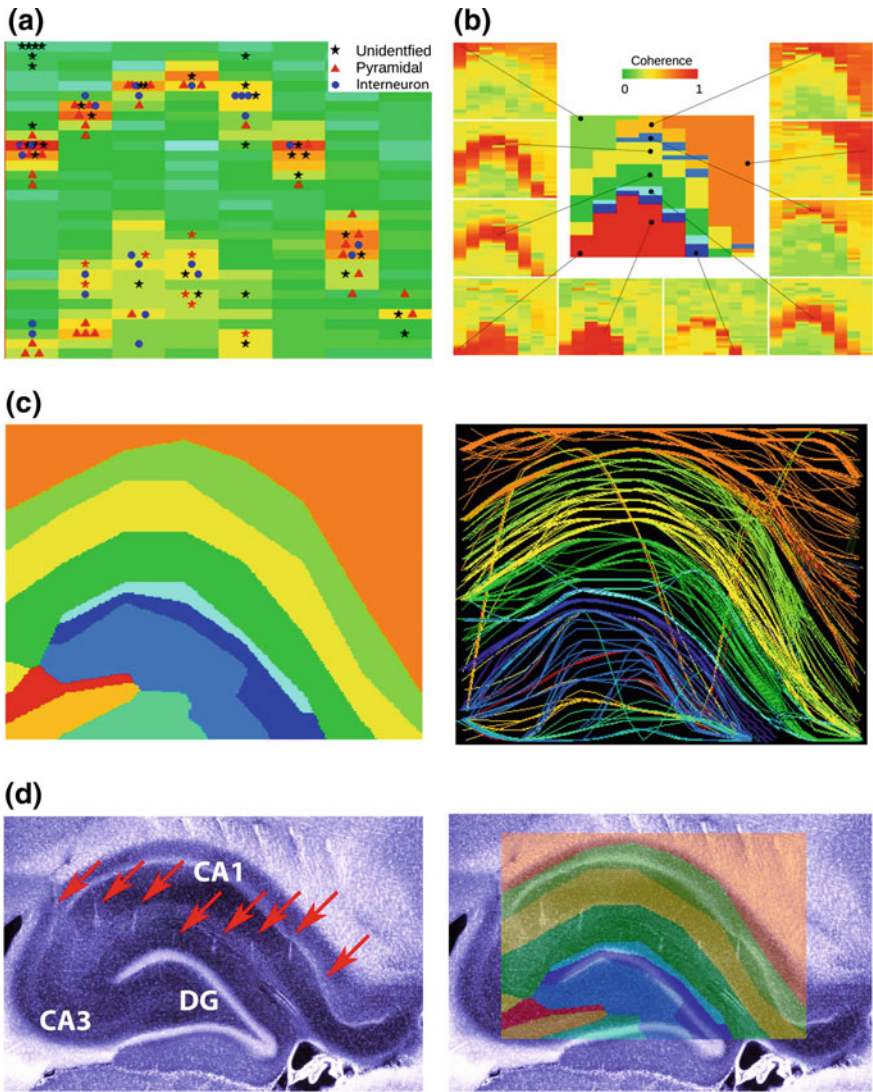 (a)
Unidentfied
Pyramidal
Interneuron
(b)
Coherence
0 1
(c)
(d)
CA1
DG
CA3